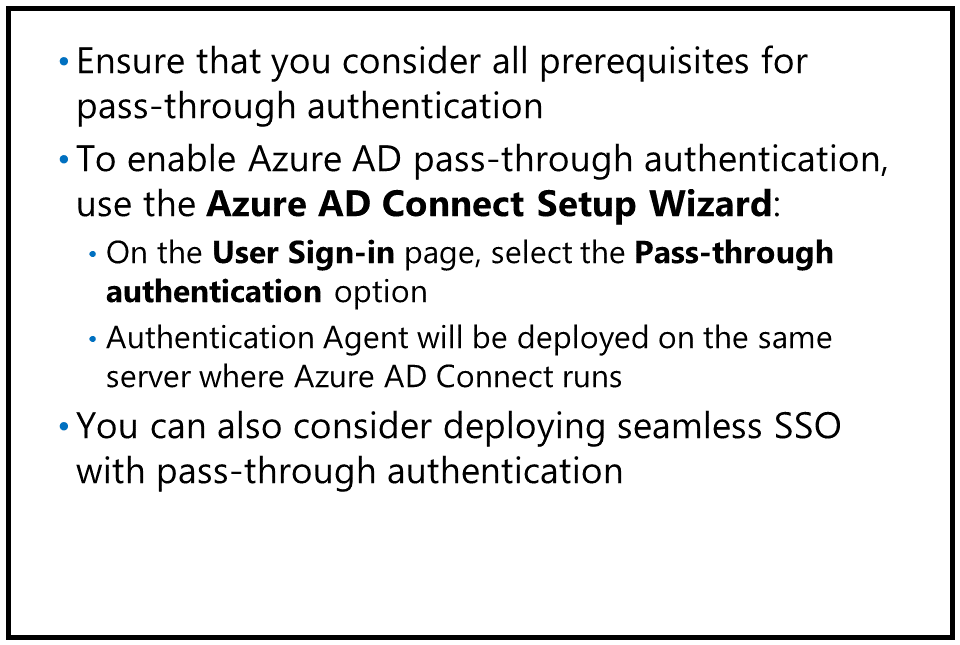 • Ensure that you consider all prerequisites for
pass-through authentication
• To enable Azure AD pass-through authentication,
use the Azure AD Connect Setup Wizard:
• On the User Sign-in page, select the Pass-through
authentication option
• Authentication Agent will be deployed on the same
server where Azure AD Connect runs
• You can also consider deploying seamless SSO
with pass-through authentication